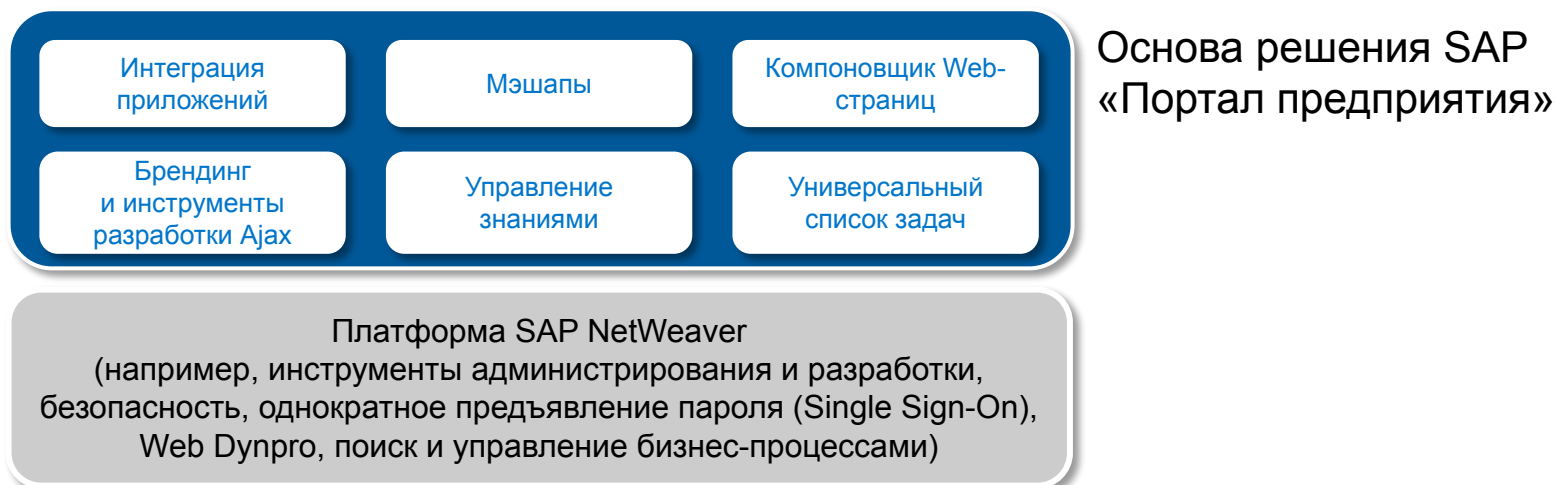 Интеграция
приложений
Мэшапы
Компоновщик Web-
страниц
Основа решения SAP
«Портал предприятия»
Брендинг
и инструменты
разработки Ajax
Управление
знаниями
Универсальный
список задач
Платформа SAP NetWeaver
(например, инструменты администрирования и разработки,
безопасность, однократное предъявление пароля (Single Sign-On),
Web Dynpro, поиск и управление бизнес-процессами)